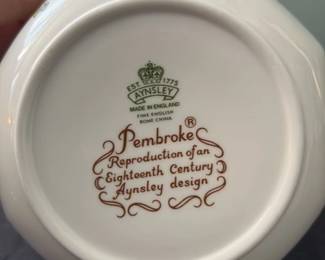 EST 1775
AYNSLEY
MADE IN ENGLAND
FINE ENGLISH
BONE CHINA
Pembroke®
Reproduction of an
Eighteenth Century
Aynsley design